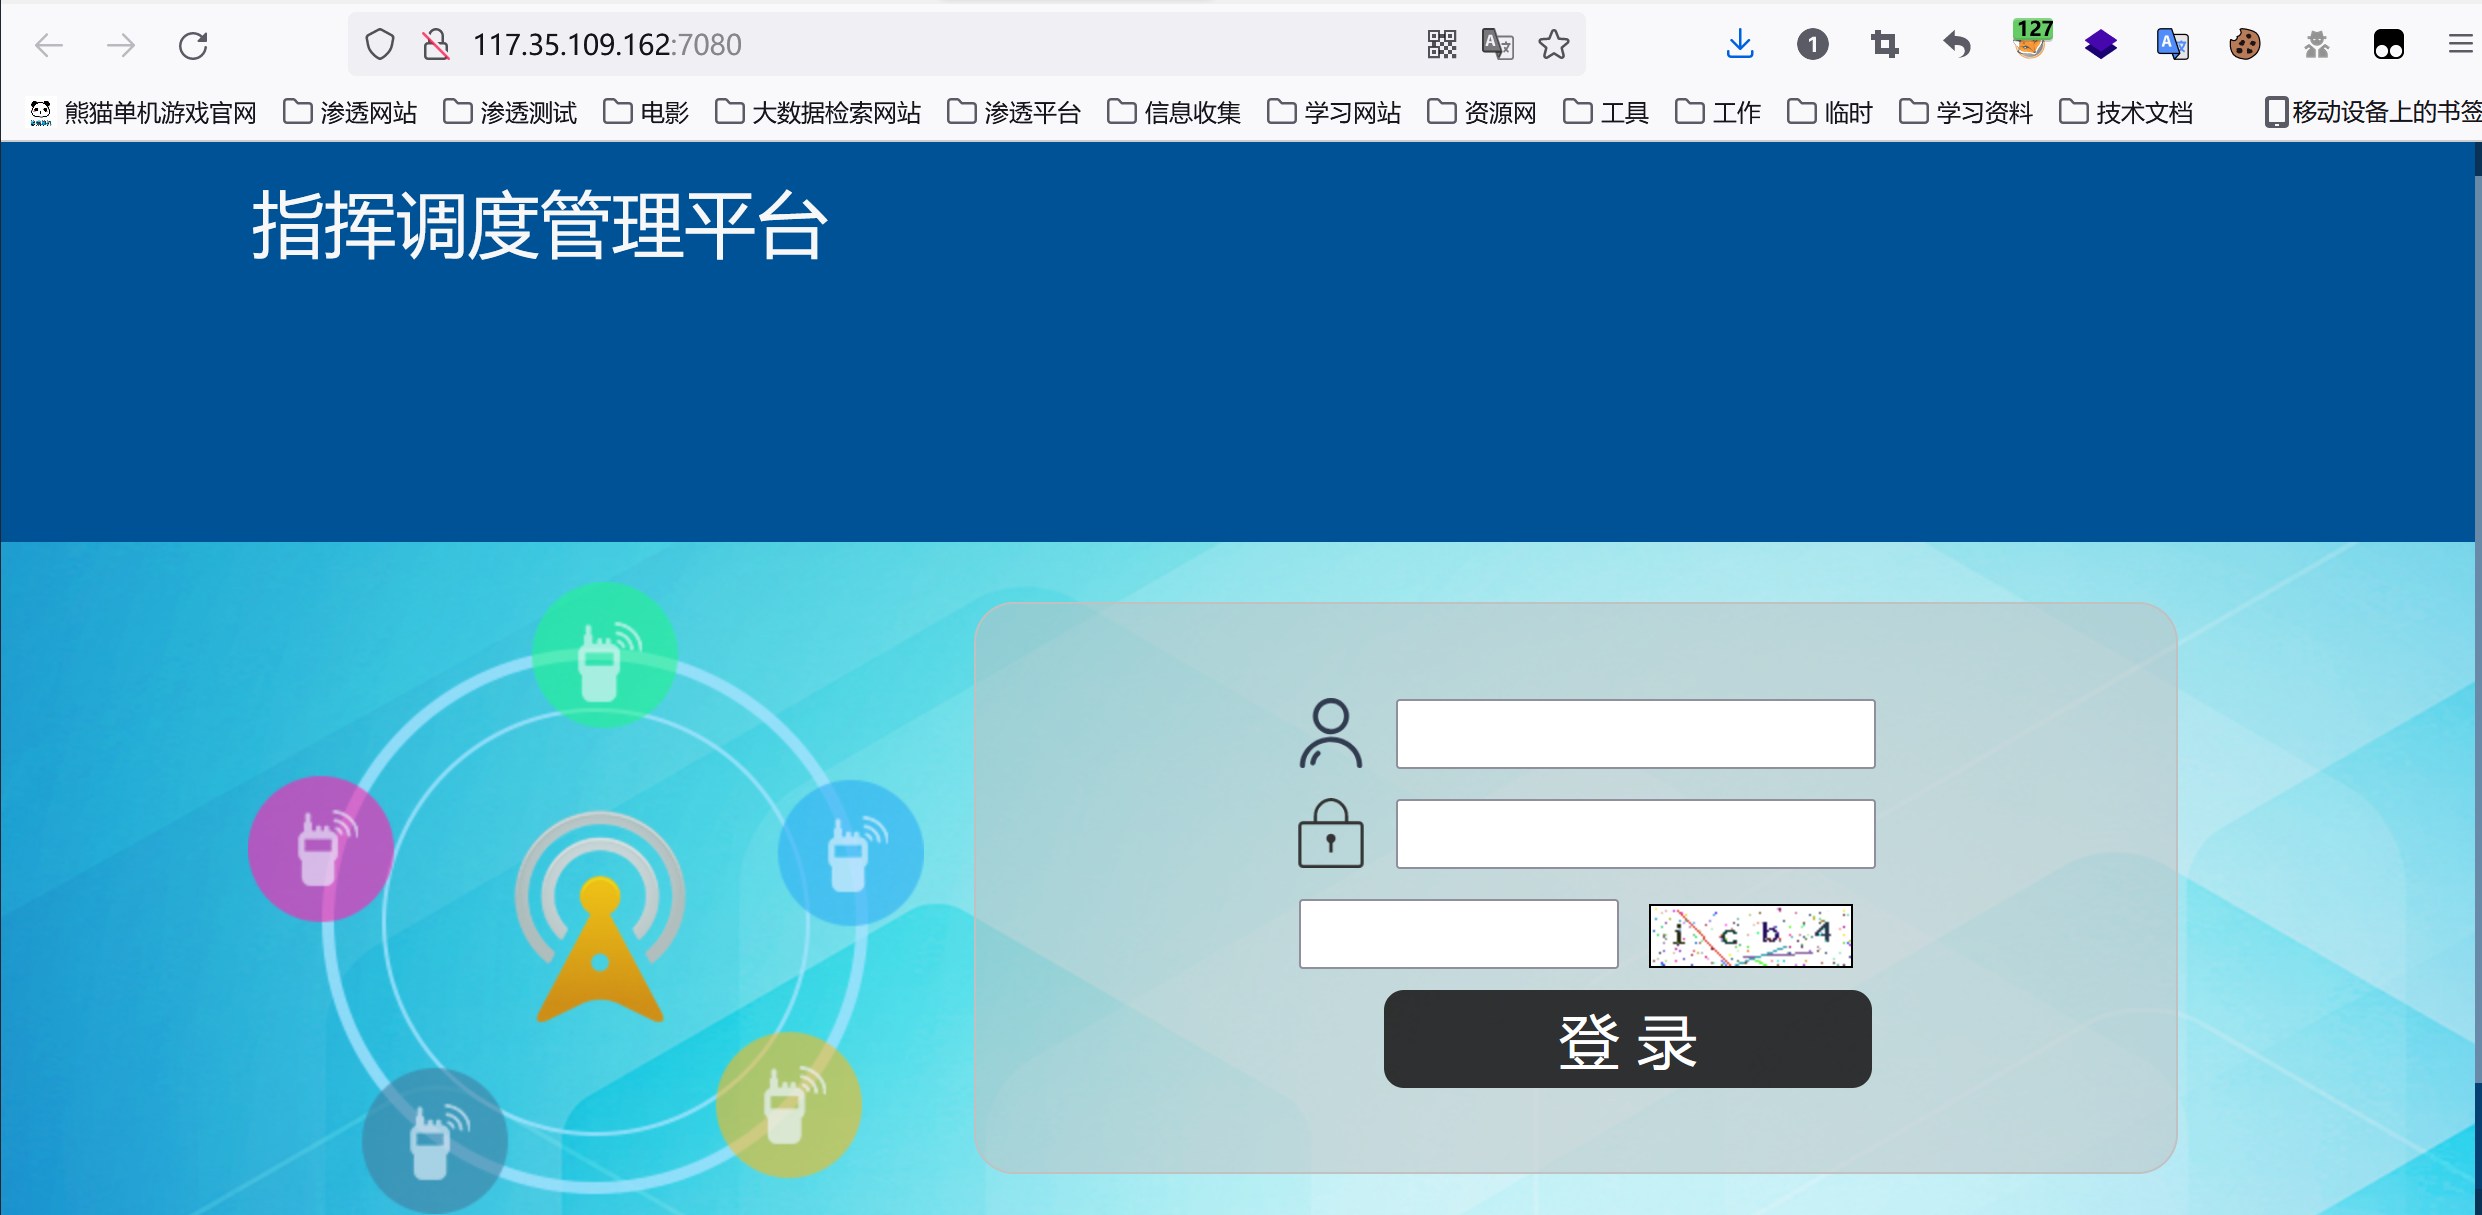 117.35.109.162:7080
1
127
熊猫单机游戏官网 渗透网站 渗透测试 电影 大数据检索网站 渗透平台 信息收集 学习网站 资源网 工具 工作 临时 学习资料 技术文档 移动设备上的书签
指挥调度管理平台
i c b 4
登 录